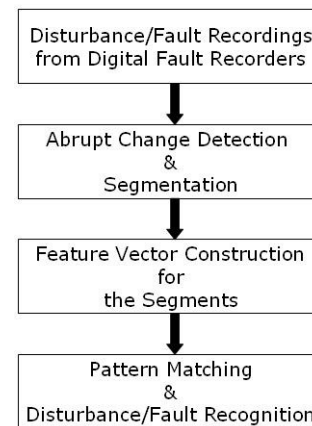 Disturbance/Fault Recordings
from Digital Fault Recorders
Abrupt Change Detection
&
Segmentation
Feature Vector Construction
for
the Segments
Pattern Matching
&
Disturbance/Fault Recognition